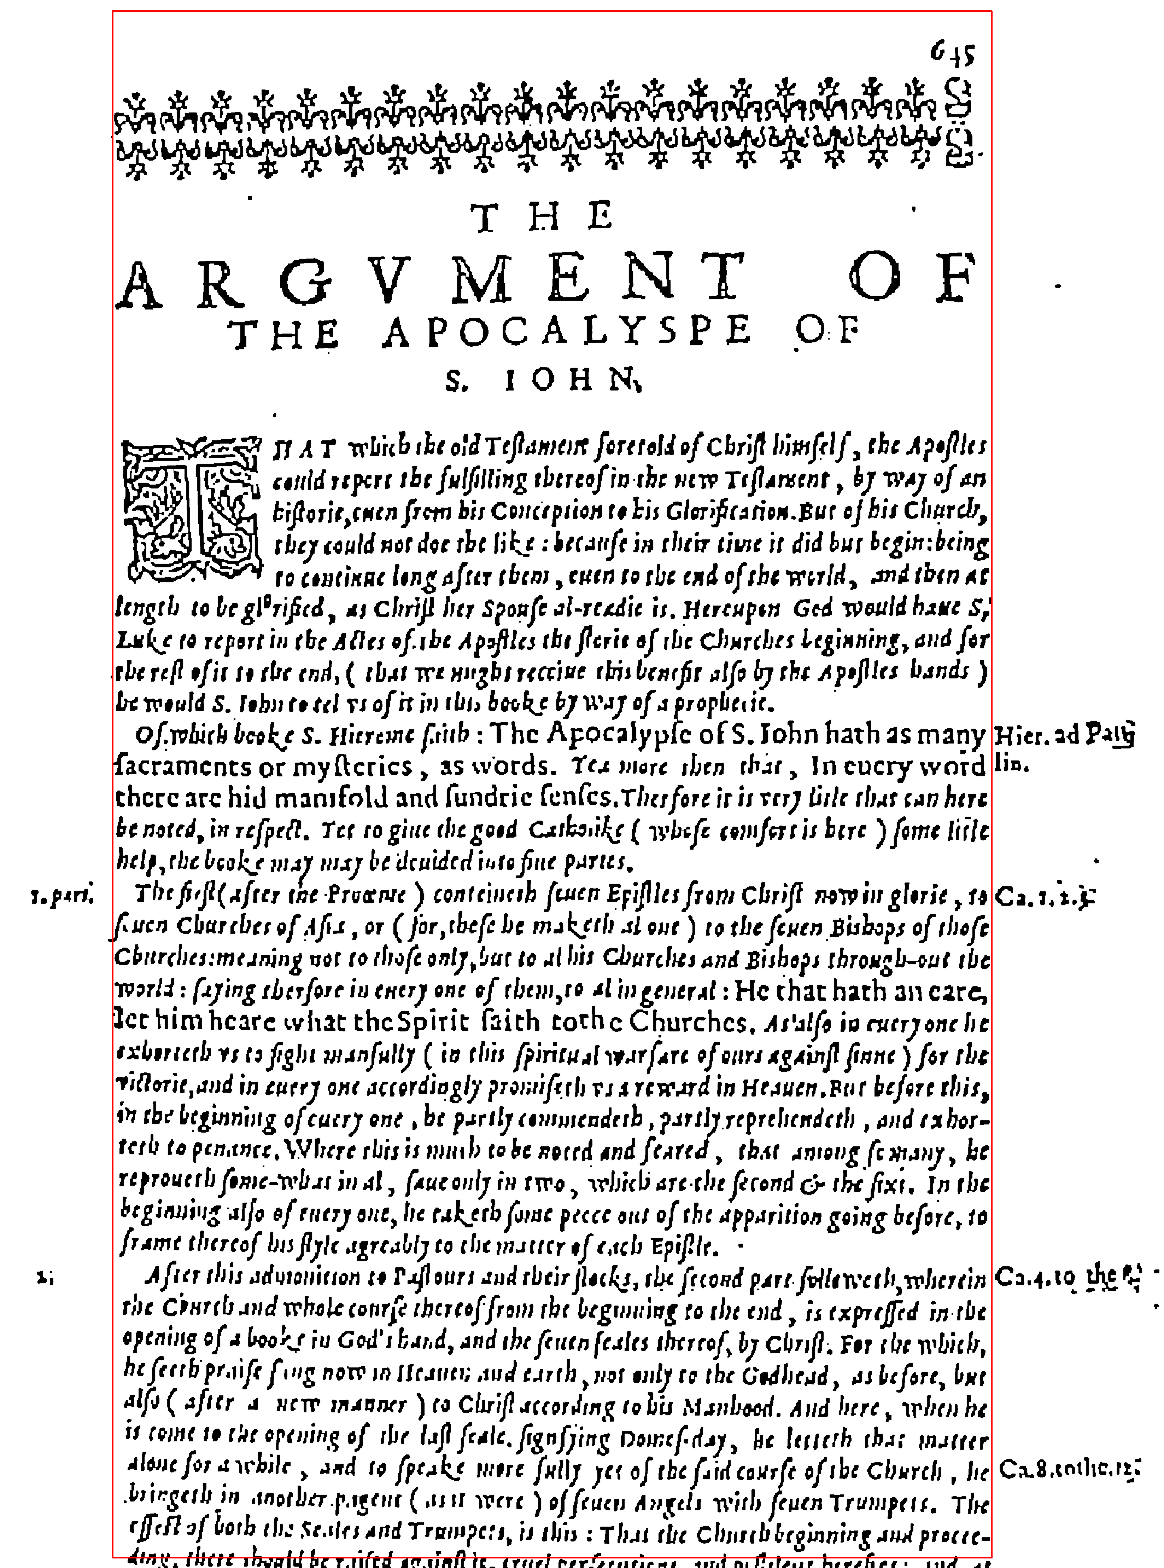 645
THE
ARGVMENT OF
THE APOCALYSPE OF
S. IOHN.
THAT which the old Teſtament foretold of Chriſt himſelf, the Apoſtles
could report the fulfilling thereof in the new Teſtament, by way of an
hiſtorie, euen from his Conception to his Glorification. But of his Church,
they could not doe the like: becauſe in their time it did but begin: being
to continue long after them, euen to the end of the world, and then at
length to be glorified, as Chriſt her Spouſe al-readie is. Hereupon God would haue S.
Luke to report in the Actes of the Apoſtles the ſtorie of the Churches beginning, and for
the reſt of it to the end, (that we might receiue this benefit alſo by the Apoſtles hands)
he would S. Iohn to tel vs of it in this booke by way of a prophecie.
Of which booke S. Hierome ſaith: The Apocalypſe of S. Iohn hath as many
Hier. ad Pau
lin.
ſacraments or myſteries, as words. Yea more then that, In euery word
there are hid manifold and ſundrie ſenſes. Therfore it is very litle that can here
be noted, in reſpect. Yet to giue the good Catholike (whoſe comfort is here) ſome litle
help, the booke may may be deuided into fiue partes.
1. part.
The firſt (after the Proeme) conteineth ſeuen Epiſtles from Chriſt now in glorie, to
Ca. 1. 2. 3.
ſeuen Churches of Aſia, or (for, theſe he maketh al one) to the ſeuen Bishops of thoſe
Churches: meaning not to thoſe only, but to al his Churches and Bishops through-out the
world: ſaying therfore in euery one of them, to al in general: He that hath an eare,
let him heare what the Spirit ſaith to the Churches. As alſo in euery one he
exhorteth vs to fight manfully (in this ſpiritual warfare of ours againſt ſinne) for the
victorie, and in euery one accordingly promiſeth vs a reward in Heauen. But before this,
in the beginning of euery one, he partly commendeth, partly reprehendeth, and exhor-
teth to penance. Where this is much to be noted and feared, that among ſo many, he
reproueth ſome-what in al, ſaue only in two, which are the ſecond & the ſixt. In the
beginning alſo of euery one, he taketh ſome peece out of the apparition going before, to
frame thereof his ſtyle agreably to the matter of each Epiſtle.
2.
After this admonition to Paſtours and their flocks, the ſecond part followeth, wherein
Ca. 4. to the
the Church and whole courſe thereof from the beginning to the end, is expreſſed in the
opening of a booke in God's hand, and the ſeuen ſeales thereof, by Chriſt. For the which,
he ſeeth praiſe ſung now in Heauen and earth, not only to the Godhead, as before, but
alſo (after a new manner) to Chriſt according to his Manhood. And here, when he
is come to the opening of the laſt ſeale, ſignfying Domeſ-day, he letteth that matter
alone for a while, and to ſpeake more fully yet of the ſaid courſe of the Church, he
Ca. 8. to the 12.
bringeth in another pagent (as it were) of ſeuen Angels with ſeuen Trumpets. The
effect of both the Seales and Trumpets, is this: That the Church beginning and procee-
ding, there should be raiſed againſt it, cruel perſecutions, and peſtilent hereſies: and at